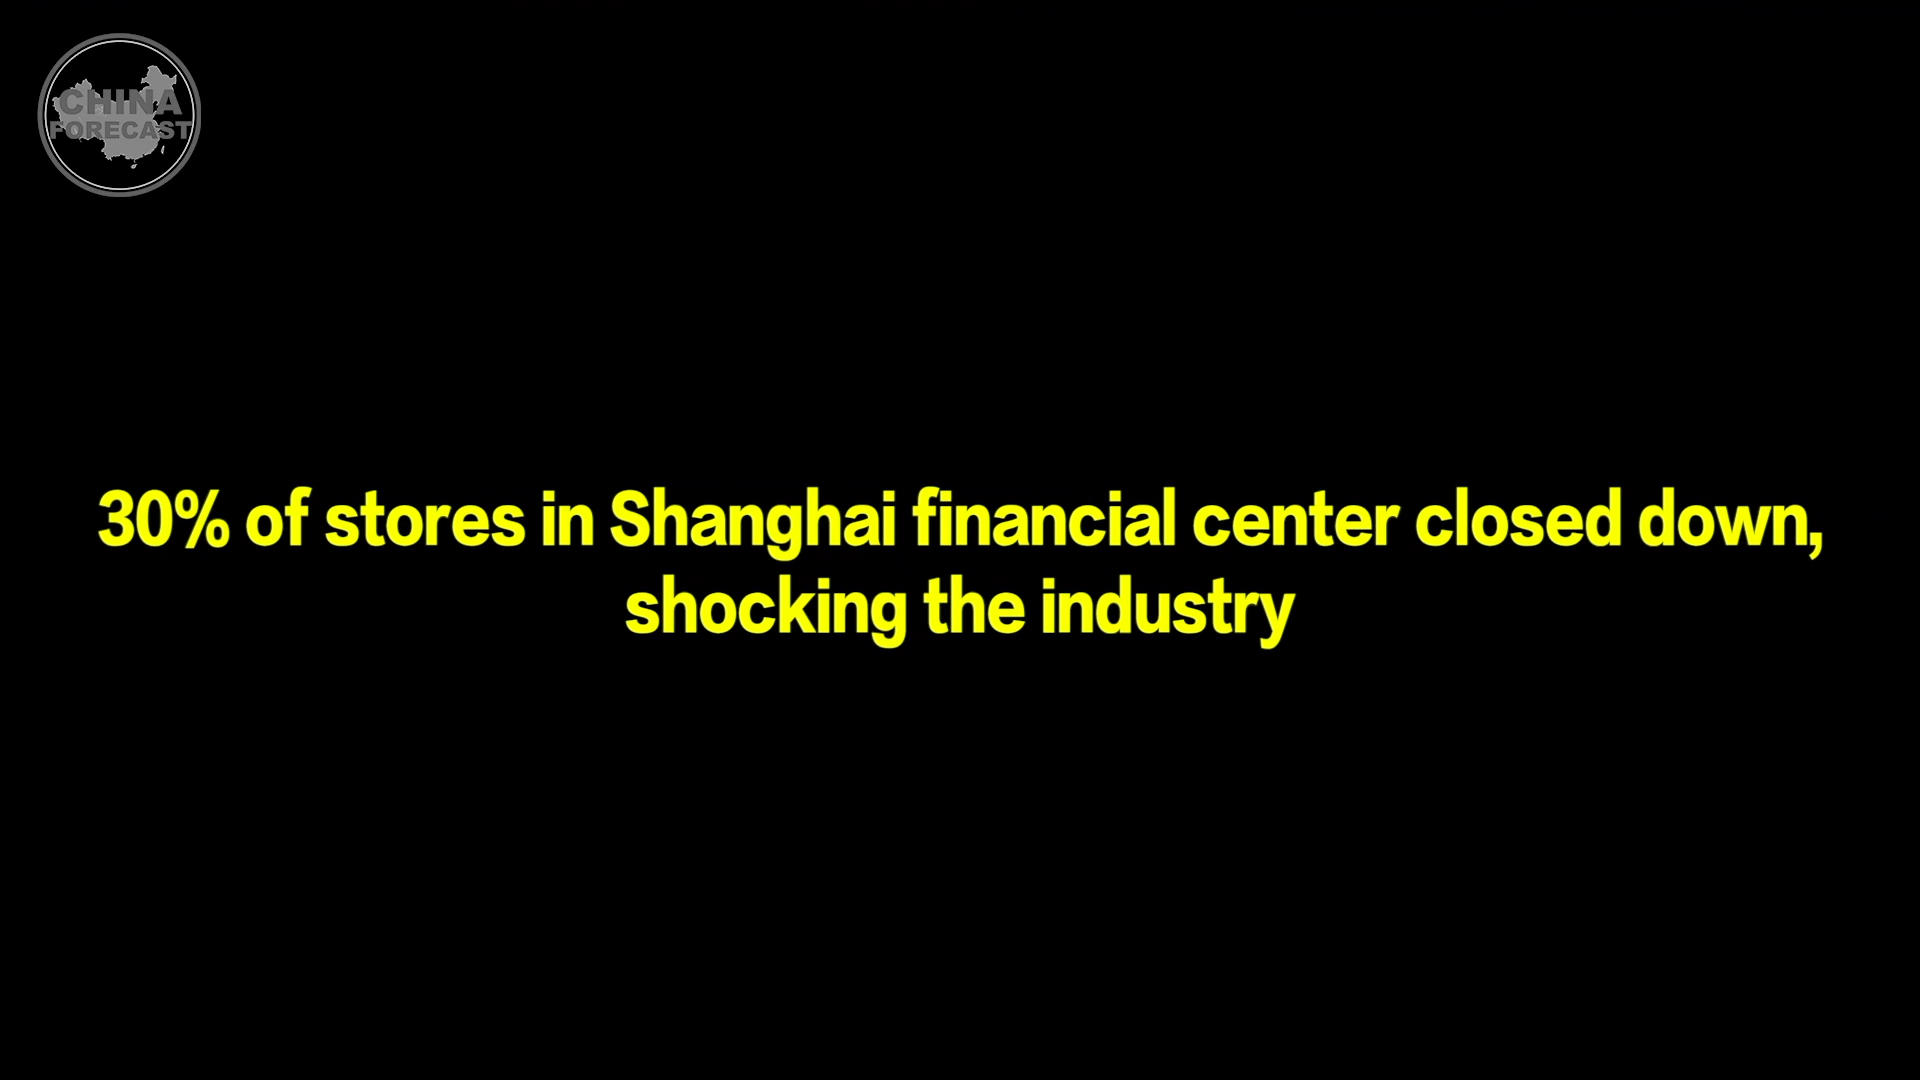 CHINA
FORECAST
30% of stores in Shanghai financial center closed down,
shocking the industry